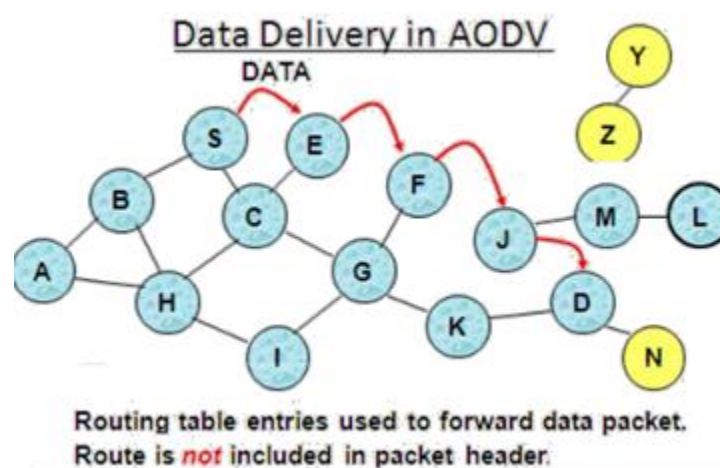 Data Delivery in AODV
DATA
Y
Z
S
E
F
B
C
J
M
L
A
H
G
K
D
I
N
Routing table entries used to forward data packet.
Route is not included in packet header.